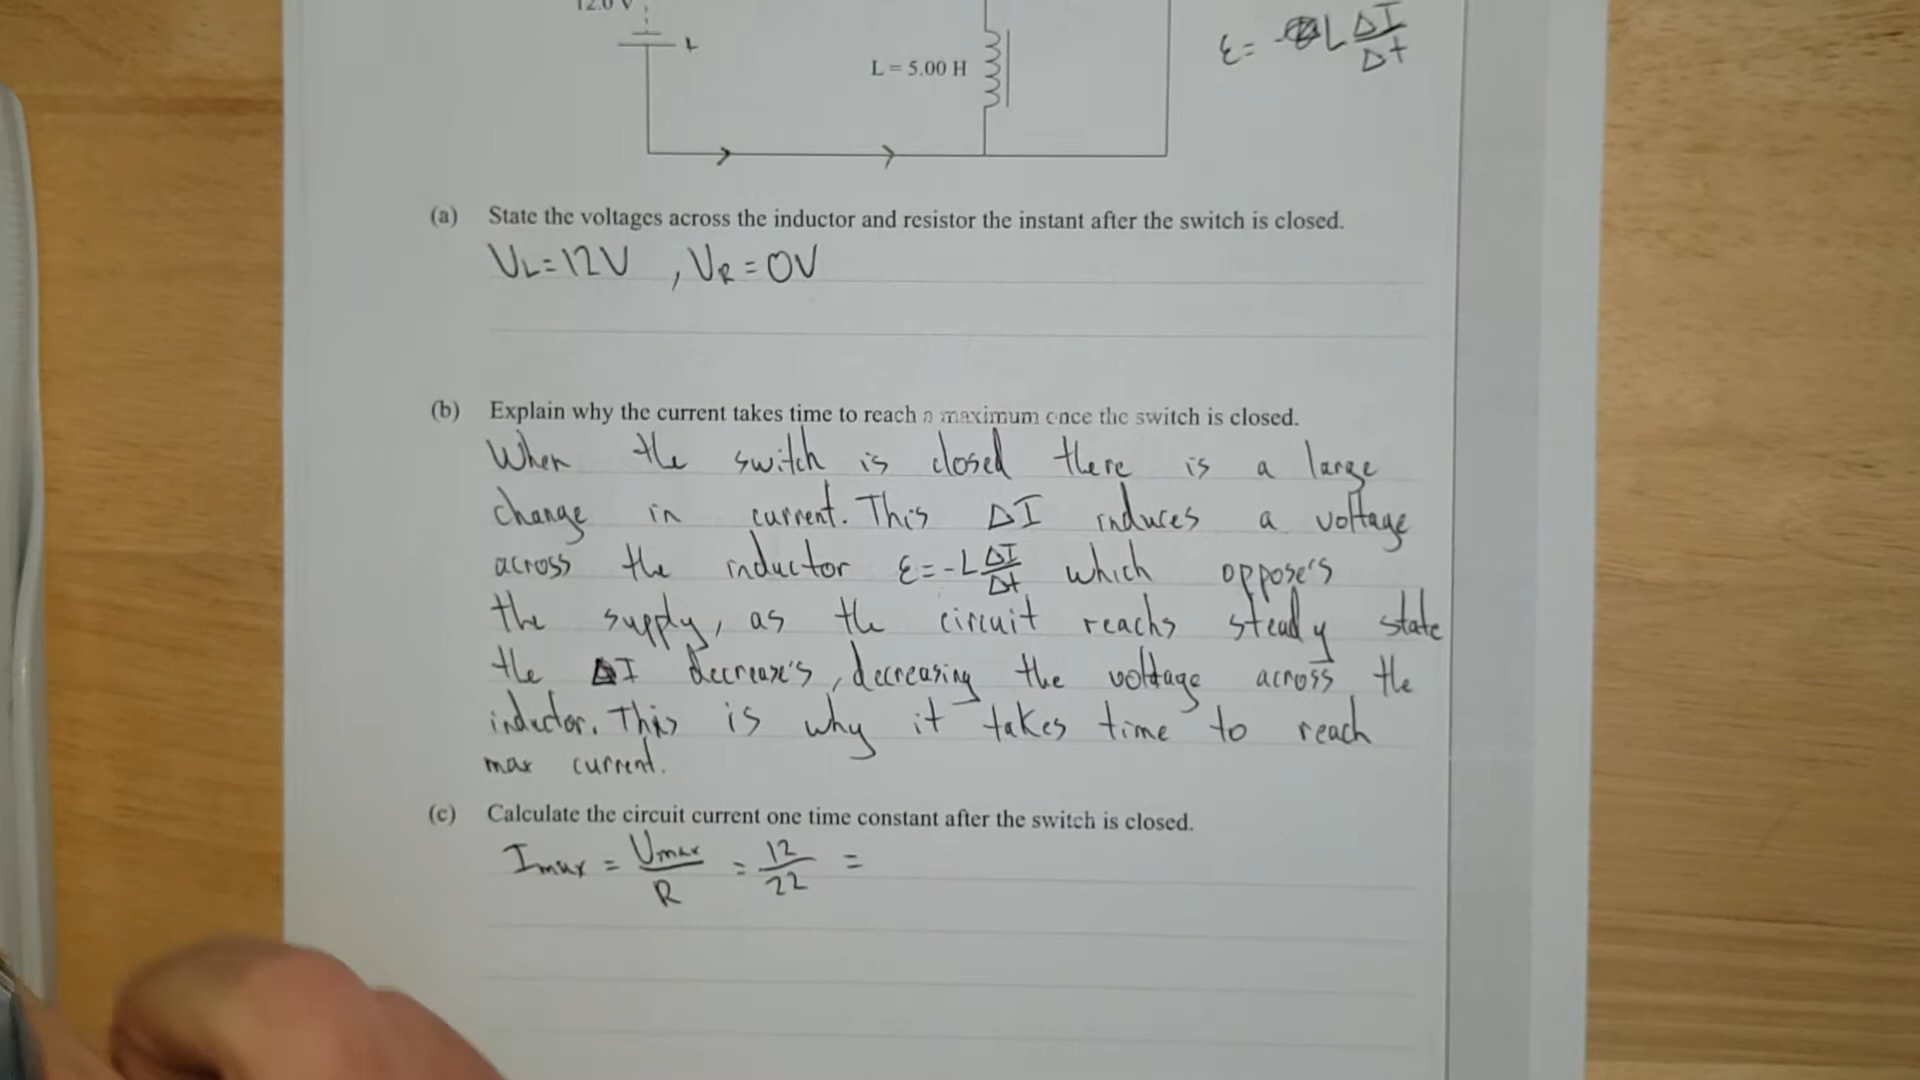 12.0 V
L
ε = -L ΔI/Δt
L = 5.00 H
(a) State the voltages across the inductor and resistor the instant after the switch is closed.
VL = 12V , VR = 0V
(b) Explain why the current takes time to reach a maximum once the switch is closed.
When the switch is closed there is a large
change in current. This ΔI induces a voltage
across the inductor ε = -L ΔI/Δt which oppose's
the supply, as the circuit reachs steady state
the ΔI decrease's, decreasing the voltage across the
inductor. This is why it takes time to reach
max current.
(c) Calculate the circuit current one time constant after the switch is closed.
Imax = Vmax/R = 12/22 =